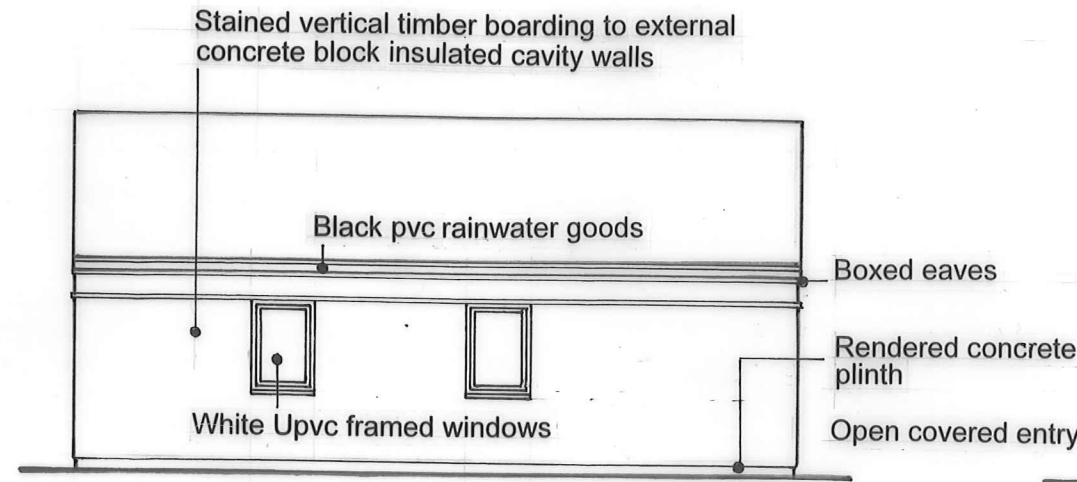 Stained vertical timber boarding to external
concrete block insulated cavity walls
Black pvc rainwater goods
Boxed eaves
Rendered concrete
plinth
White Upvc framed windows
Open covered entry